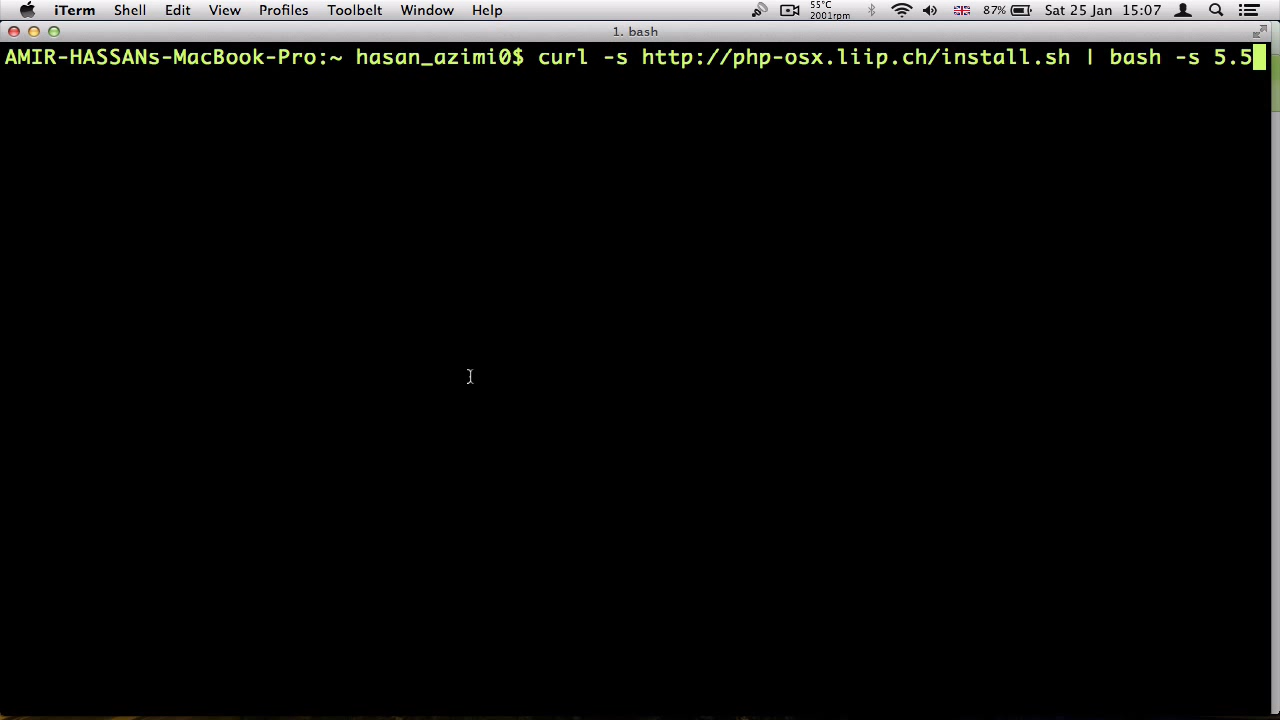 iTerm Shell Edit View Profiles Toolbelt Window Help 55°C 2001rpm 87% Sat 25 Jan 15:07
1. bash
AMIR-HASSANs-MacBook-Pro:~ hasan_azimi0$ curl -s http://php-osx.liip.ch/install.sh | bash -s 5.5